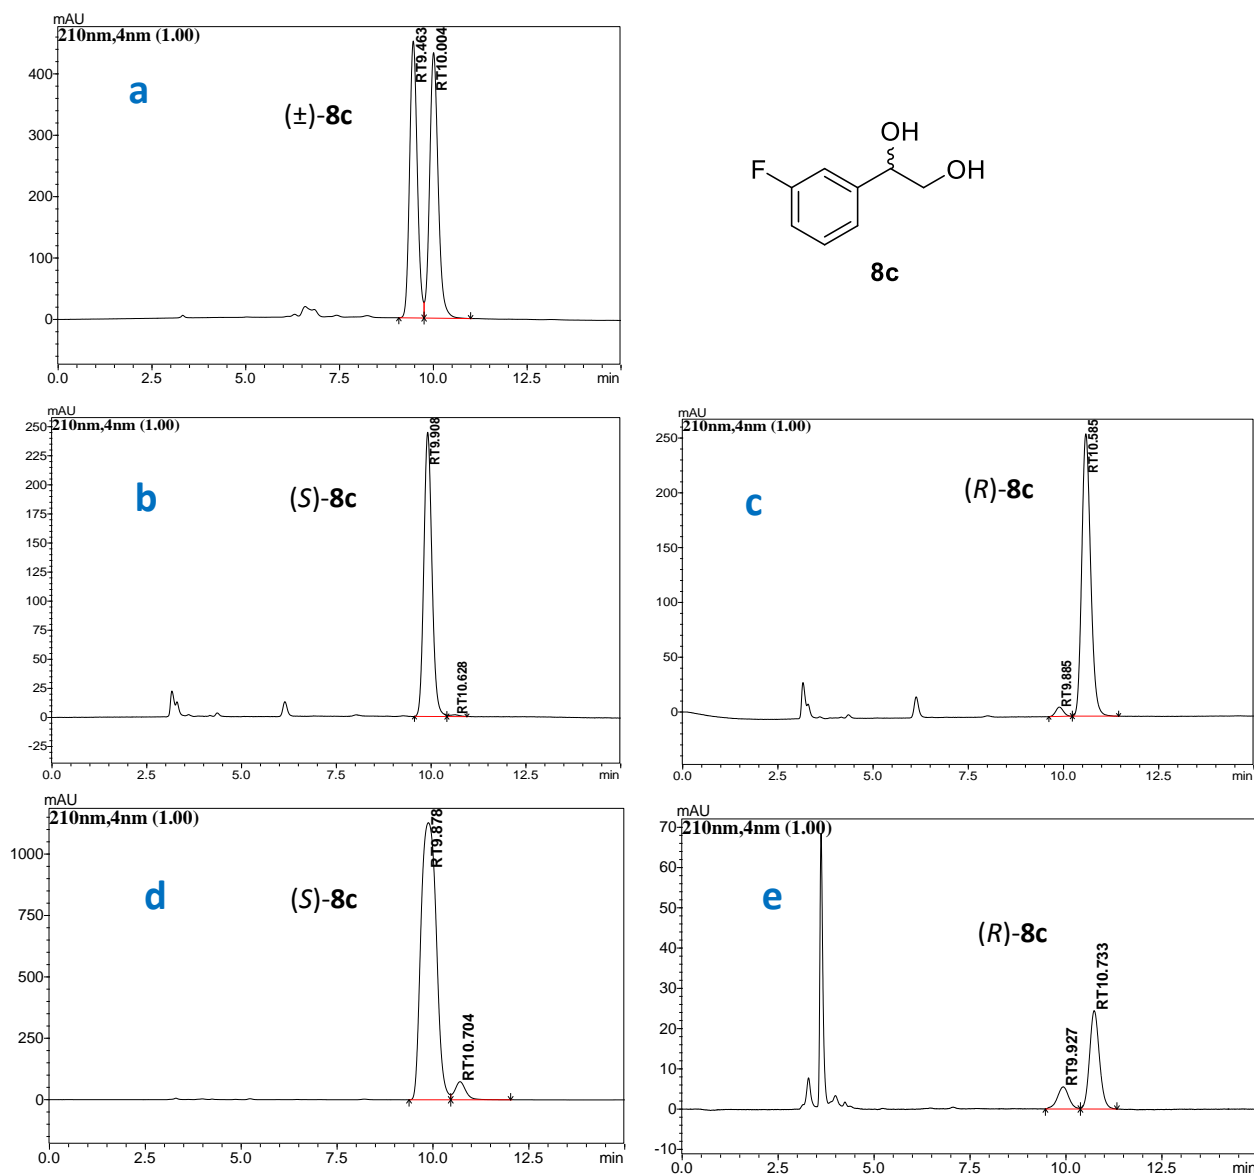 mAU
210nm,4nm (1.00)
RT9.463
RT10.004
a
(±)-8c
400
300
200
100
0
0.0 2.5 5.0 7.5 10.0 12.5 min
OH
F
OH
8c
mAU
210nm,4nm (1.00)
RT9.908
RT10.628
b
(S)-8c
250
225
200
175
150
125
100
75
50
25
0
-25
0.0 2.5 5.0 7.5 10.0 12.5 min
mAU
210nm,4nm (1.00)
RT9.885
RT10.585
c
(R)-8c
250
200
150
100
50
0
0.0 2.5 5.0 7.5 10.0 12.5 min
mAU
210nm,4nm (1.00)
RT9.878
RT10.704
d
(S)-8c
1000
750
500
250
0
0.0 2.5 5.0 7.5 10.0 12.5 min
mAU
210nm,4nm (1.00)
RT9.927
RT10.733
e
(R)-8c
70
60
50
40
30
20
10
0
-10
0.0 2.5 5.0 7.5 10.0 12.5 min